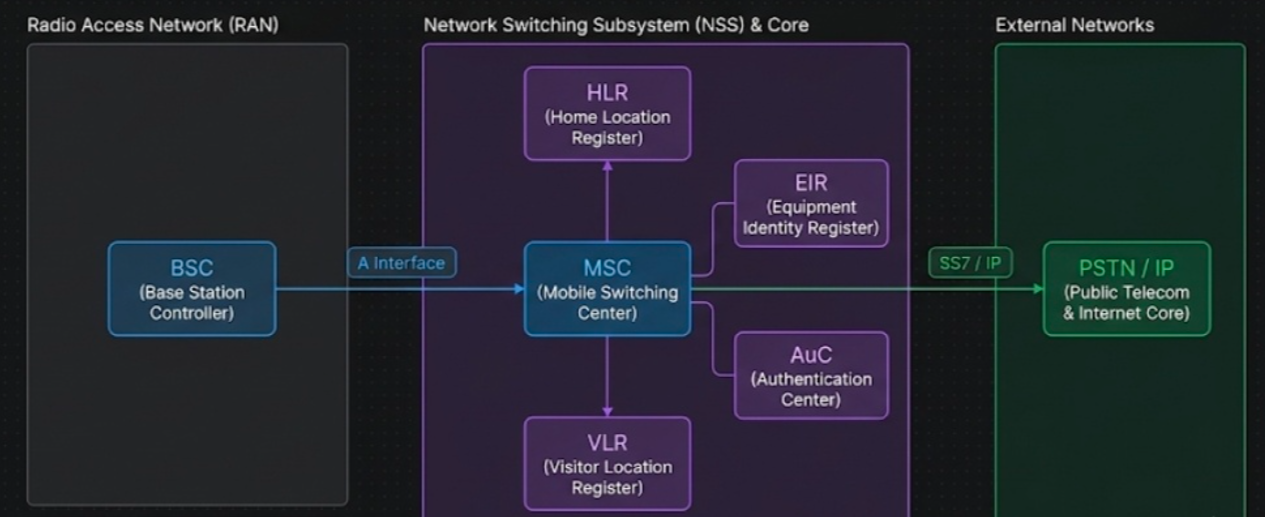 Radio Access Network (RAN)
Network Switching Subsystem (NSS) & Core
External Networks
HLR
(Home Location
Register)
EIR
(Equipment
Identity Register)
BSC
(Base Station
Controller)
A Interface
MSC
(Mobile Switching
Center)
SS7 / IP
PSTN / IP
(Public Telecom
& Internet Core)
AuC
(Authentication
Center)
VLR
(Visitor Location
Register)